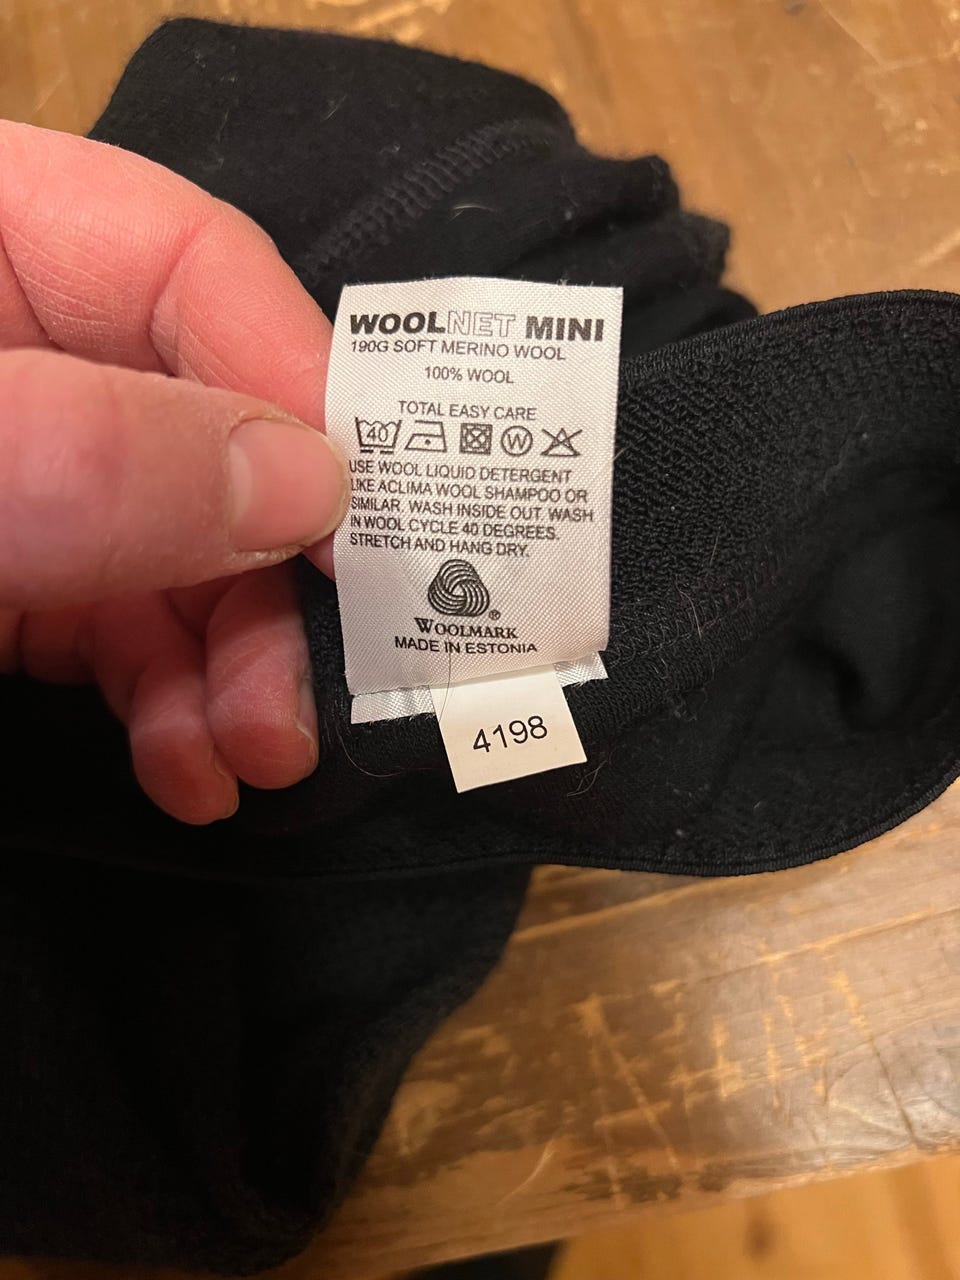 WOOLNET MINI
190G SOFT MERINO WOOL
100% WOOL
TOTAL EASY CARE
40 W
USE WOOL LIQUID DETERGENT
LIKE ACLIMA WOOL SHAMPOO OR
SIMILAR. WASH INSIDE OUT. WASH
IN WOOL CYCLE 40 DEGREES.
STRETCH AND HANG DRY.
®
WOOLMARK
MADE IN ESTONIA
4198